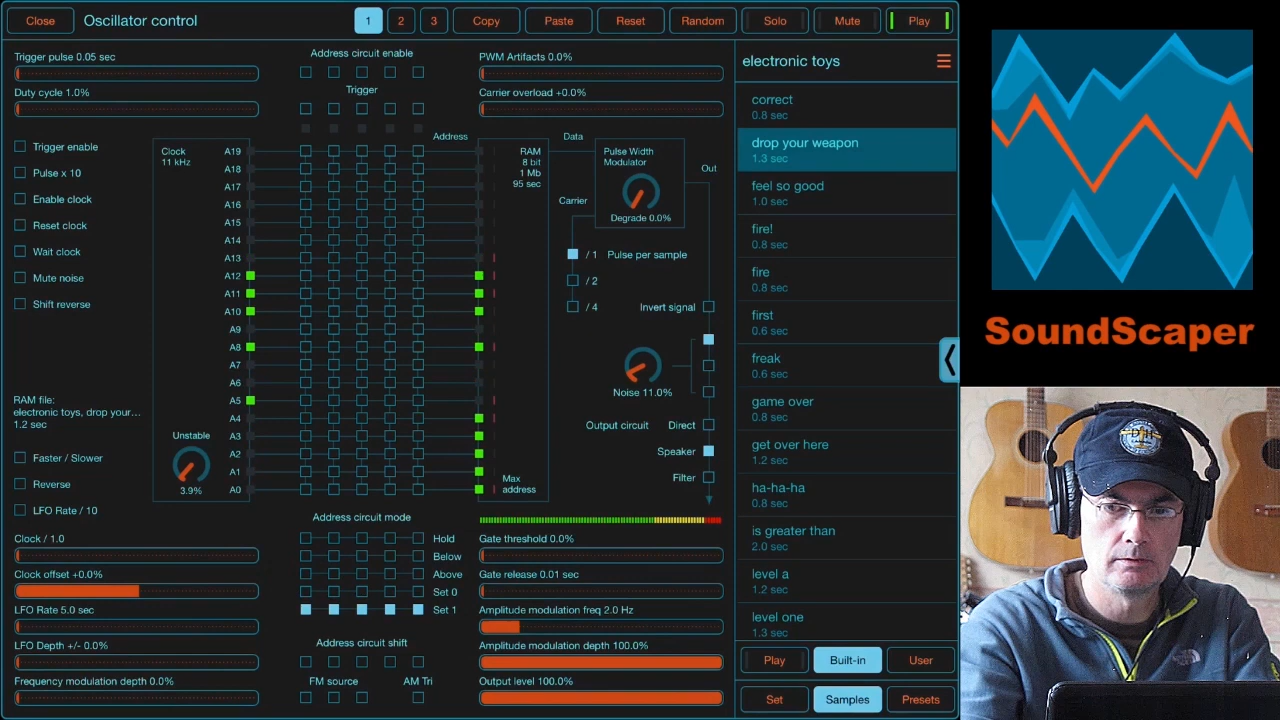 Close
Oscillator control
1
2
3
Copy
Paste
Reset
Random
Solo
Mute
Play
Trigger pulse 0.05 sec
Duty cycle 1.0%
Trigger enable
Pulse x 10
Enable clock
Reset clock
Wait clock
Mute noise
Shift reverse
RAM file:
electronic toys, drop your...
1.2 sec
Faster / Slower
Reverse
LFO Rate / 10
Clock / 1.0
Clock offset +0.0%
LFO Rate 5.0 sec
LFO Depth +/- 0.0%
Frequency modulation depth 0.0%
Clock
11 kHz
A19
A18
A17
A16
A15
A14
A13
A12
A11
A10
A9
A8
A7
A6
A5
A4
A3
A2
A1
A0
Unstable
3.9%
Address circuit enable
Trigger
Address
Address circuit mode
Hold
Below
Above
Set 0
Set 1
Address circuit shift
FM source
AM Tri
PWM Artifacts 0.0%
Carrier overload +0.0%
Data
RAM
8 bit
1 Mb
95 sec
Max
address
Pulse Width
Modulator
Degrade 0.0%
Out
Carrier
/ 1 Pulse per sample
/ 2
/ 4
Invert signal
Noise 11.0%
Output circuit Direct
Speaker
Filter
Gate threshold 0.0%
Gate release 0.01 sec
Amplitude modulation freq 2.0 Hz
Amplitude modulation depth 100.0%
Output level 100.0%
electronic toys
correct
0.8 sec
drop your weapon
1.3 sec
feel so good
1.0 sec
fire!
0.8 sec
fire
0.8 sec
first
0.6 sec
freak
0.6 sec
game over
0.8 sec
get over here
1.2 sec
ha-ha-ha
0.8 sec
is greater than
2.0 sec
level a
1.2 sec
level one
1.3 sec
Play
Built-in
User
Set
Samples
Presets
SoundScaper